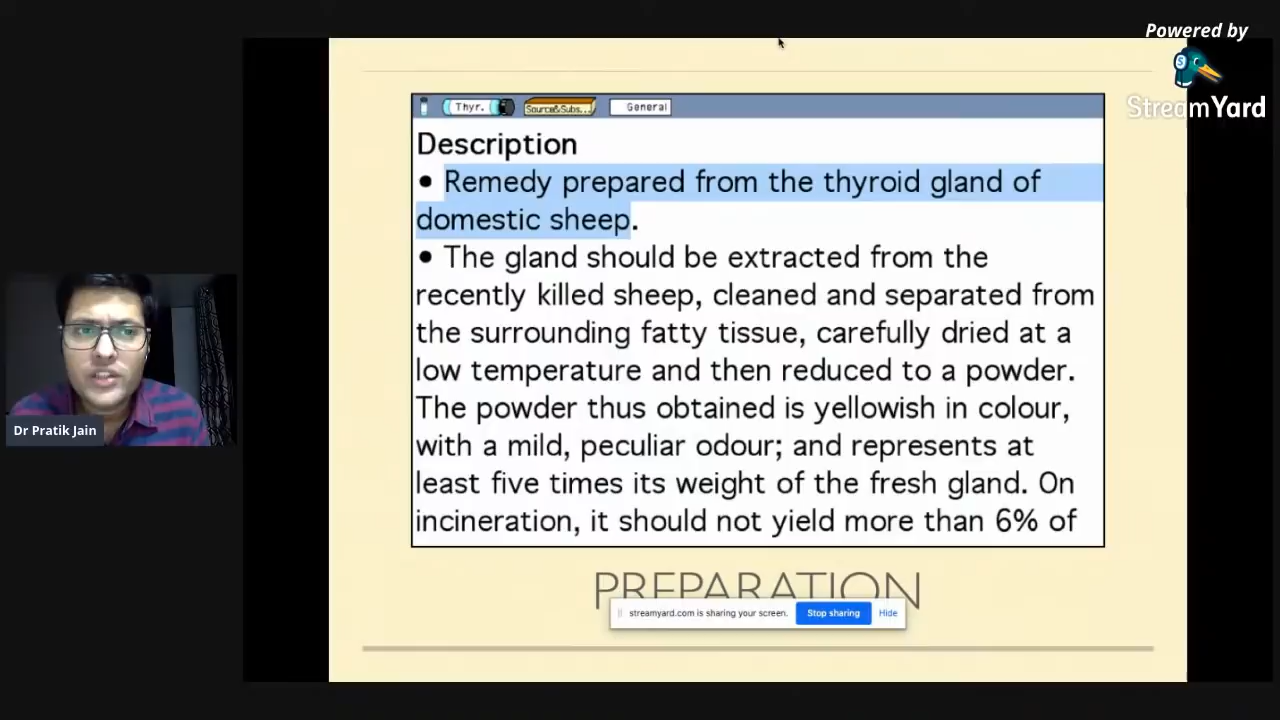 Powered by
StreamYard
Thyr.
Source&Subs...
General
Description
• Remedy prepared from the thyroid gland of
domestic sheep.
• The gland should be extracted from the
recently killed sheep, cleaned and separated from
the surrounding fatty tissue, carefully dried at a
low temperature and then reduced to a powder.
The powder thus obtained is yellowish in colour,
with a mild, peculiar odour; and represents at
least five times its weight of the fresh gland. On
incineration, it should not yield more than 6% of
PREPARATION
streamyard.com is sharing your screen.
Stop sharing
Hide
Dr Pratik Jain